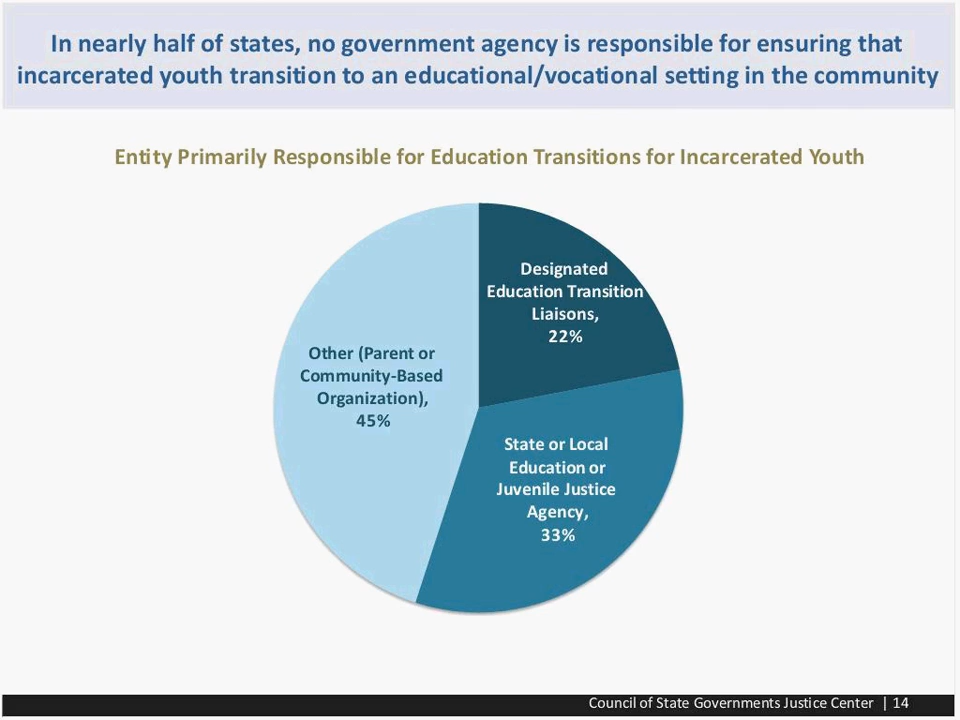 In nearly half of states, no government agency is responsible for ensuring that
incarcerated youth transition to an educational/vocational setting in the community
Entity Primarily Responsible for Education Transitions for Incarcerated Youth
Designated
Education Transition
Liaisons,
22%
Other (Parent or
Community-Based
Organization),
45%
State or Local
Education or
Juvenile Justice
Agency,
33%
Council of State Governments Justice Center | 14